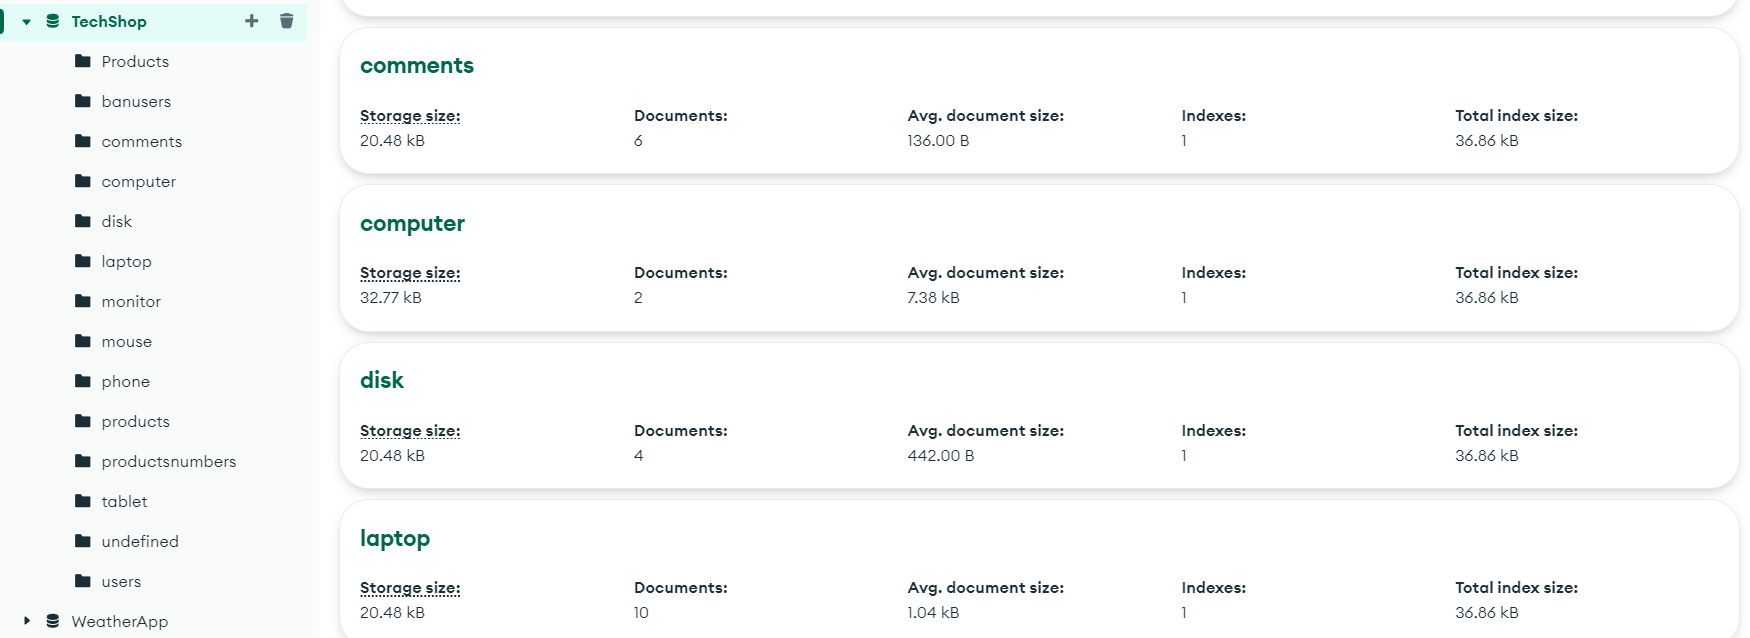 TechShop
Products
banusers
comments
computer
disk
laptop
monitor
mouse
phone
products
productsnumbers
tablet
undefined
users
WeatherApp
comments
Storage size: Documents: Avg. document size: Indexes: Total index size:
20.48 kB 6 136.00 B 1 36.86 kB
computer
Storage size: Documents: Avg. document size: Indexes: Total index size:
32.77 kB 2 7.38 kB 1 36.86 kB
disk
Storage size: Documents: Avg. document size: Indexes: Total index size:
20.48 kB 4 442.00 B 1 36.86 kB
laptop
Storage size: Documents: Avg. document size: Indexes: Total index size:
20.48 kB 10 1.04 kB 1 36.86 kB